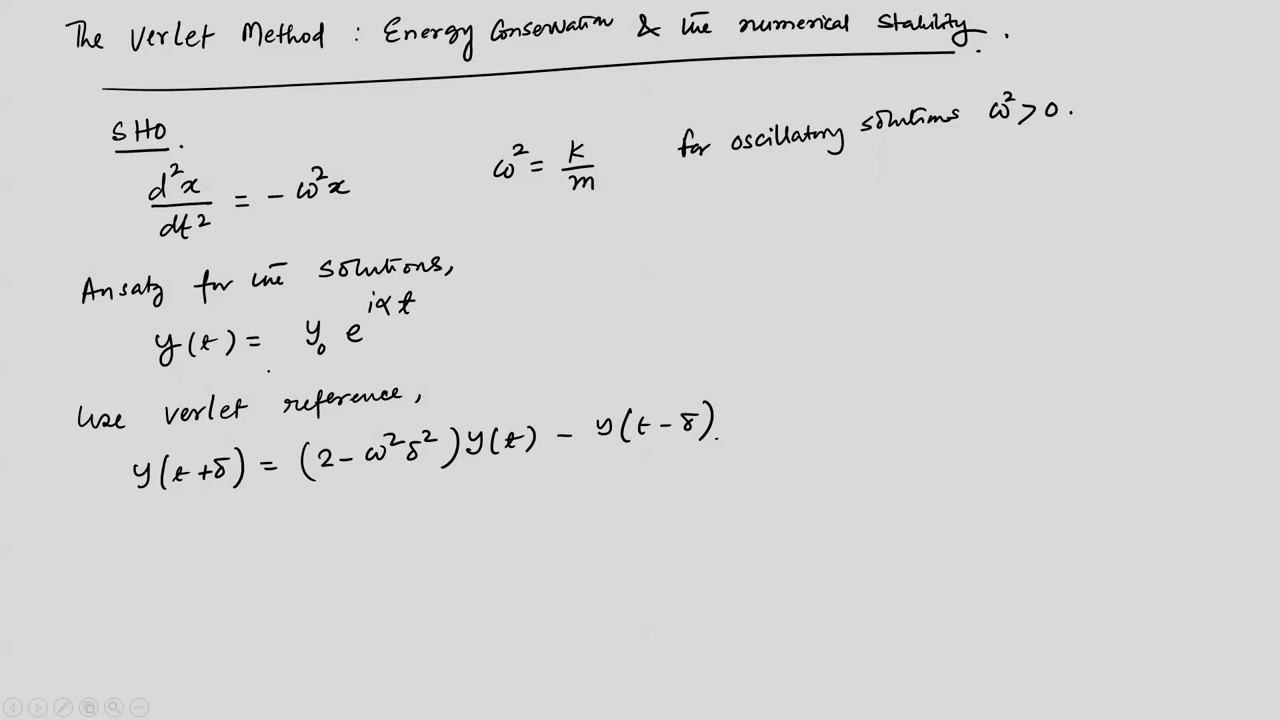 The Verlet Method : Energy Conservation & the numerical Stability.
SHO.
d²x/dt² = - ω²x    ω² = k/m    for oscillatory solutions ω² > 0.
Ansatz for the solutions,
y(t) = y₀ e^{iαt}
Use verlet reference,
y(t+δ) = (2 - ω²δ²) y(t) - y(t-δ).